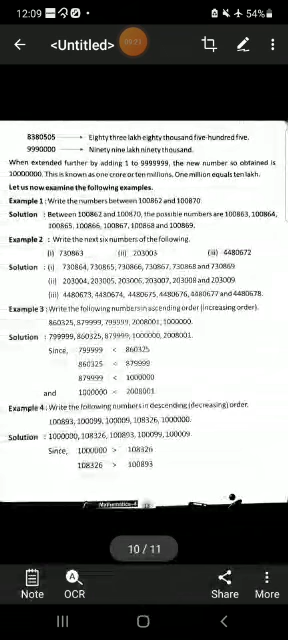 12:09 54%
<Untitled>
8380505 Eighty three lakh eighty thousand five-hundred five.
9990000 Ninety nine lakh ninety thousand.
When extended further by adding 1 to 9999999, the new number so obtained is
10000000. This is known as one crore or ten millions. One million equals ten lakh.
Let us now examine the following examples.
Example 1 : Write the numbers between 100862 and 100870
Solution : Between 100862 and 100870, the possible numbers are 100863, 100864,
100865, 100866, 100867, 100868 and 100869.
Example 2 : Write the next six numbers of the following.
(i) 730863 (ii) 203003 (iii) 4480672
Solution : (i) 730864, 730865, 730866, 730867, 730868 and 730869
(ii) 203004, 203005, 203006, 203007, 203008 and 203009
(iii) 4480673, 4480674, 4480675, 4480676, 4480677 and 4480678.
Example 3 : Write the following numbers in ascending order (increasing order).
860325, 879999, 799999, 2008001, 1000000.
Solution : 799999, 860325, 879999, 1000000, 2008001.
Since, 799999 < 860325
860325 < 879999
879999 < 1000000
and 1000000 < 2008001
Example 4 : Write the following numbers in descending (decreasing) order.
100893, 100099, 100009, 108326, 1000000.
Solution : 1000000, 108326, 100893, 100099, 100009
Since, 1000000 > 108326
108326 > 100893
Mathematics-4
10 / 11
Note OCR Share More